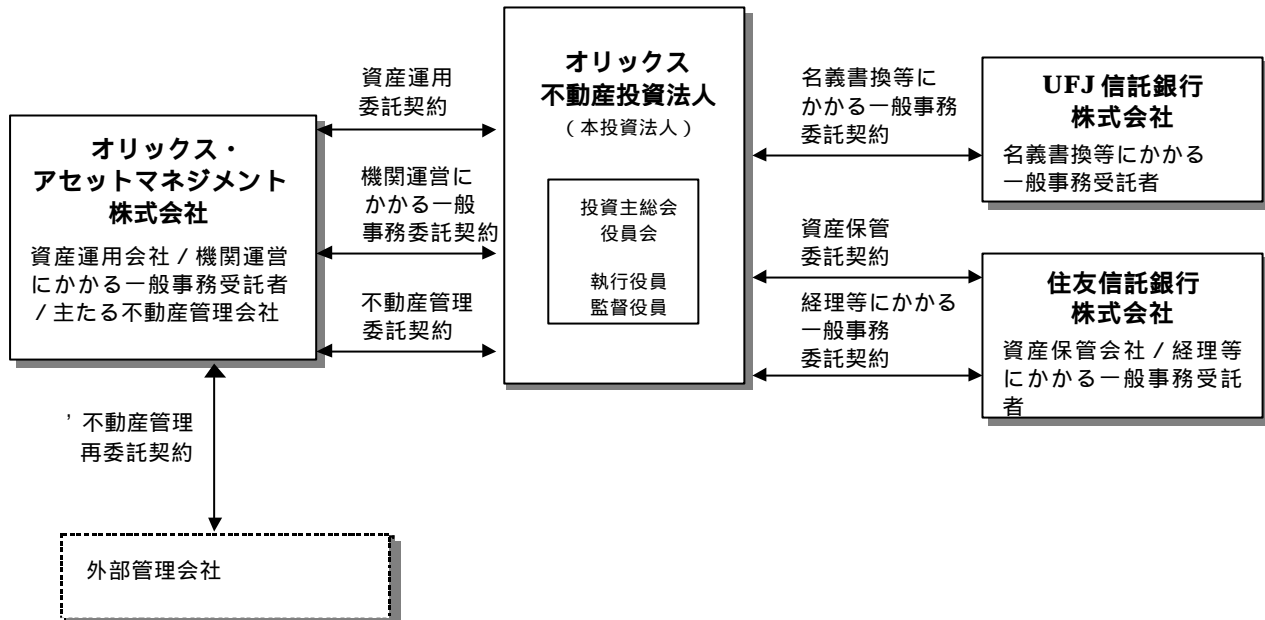 オリックス・
アセットマネジメント
株式会社
資産運用会社 / 機関運営
にかかる一般事務受託者
/ 主たる不動産管理会社
資産運用
委託契約
機関運営に
かかる一般
事務委託契約
不動産管理
委託契約
’不動産管理
再委託契約
外部管理会社
オリックス
不動産投資法人
（本投資法人）
投資主総会
役員会
執行役員
監督役員
名義書換等に
かかる一般事務
委託契約
資産保管
委託契約
経理等にかかる
一般事務
委託契約
UFJ 信託銀行
株式会社
名義書換等にかかる
一般事務受託者
住友信託銀行
株式会社
資産保管会社 / 経理等
にかかる一般事務受託
者